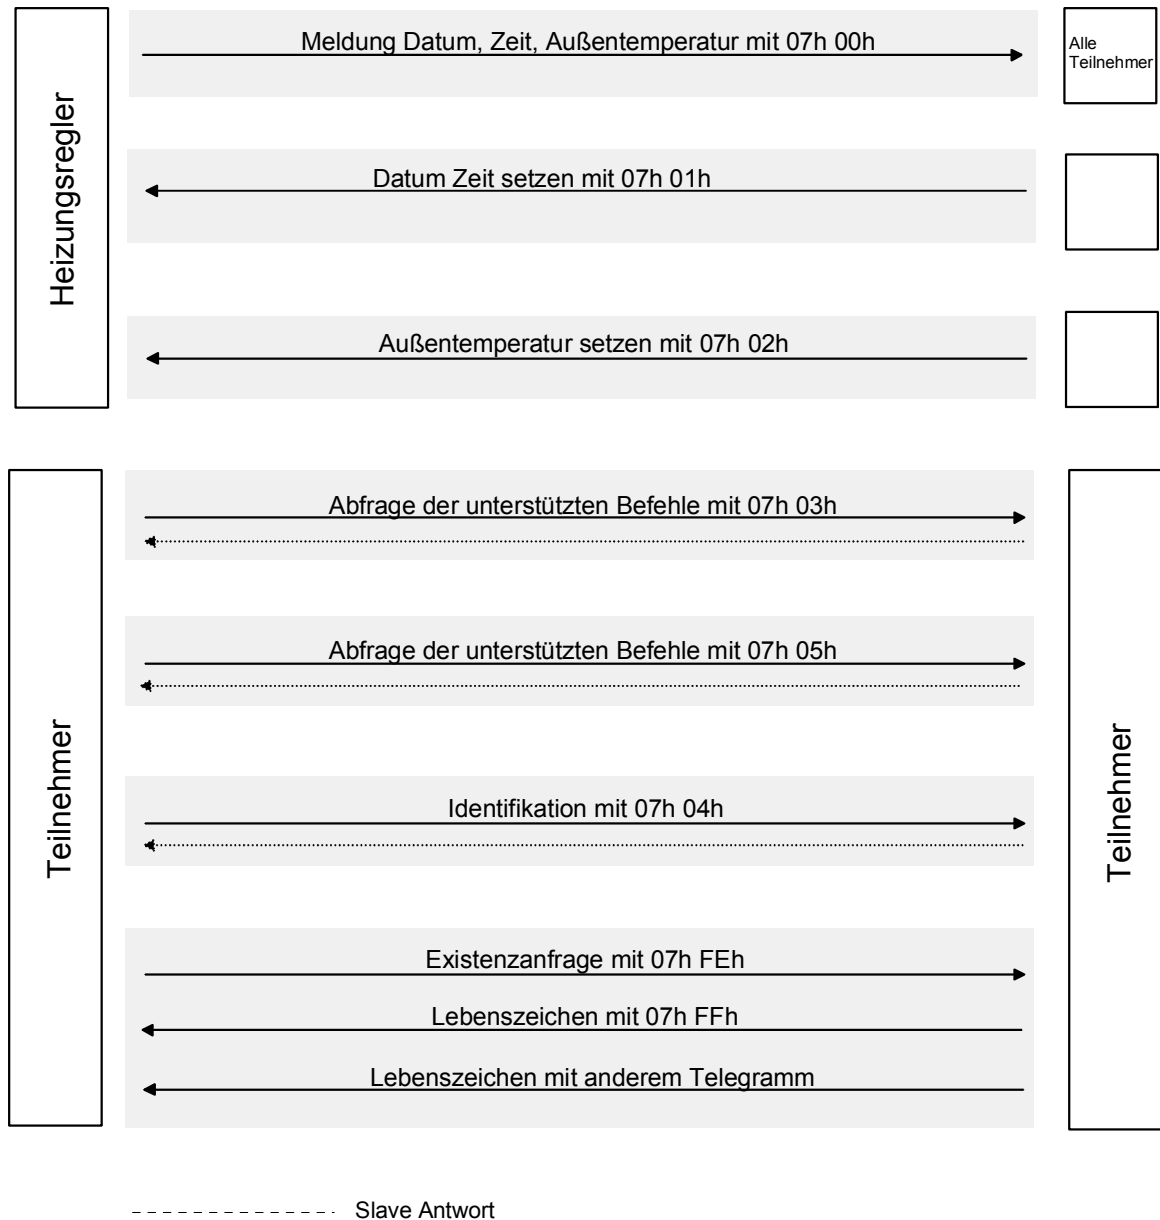 Meldung Datum, Zeit, Außentemperatur mit 07h 00h
Alle
Teilnehmer
Heizungsregler
Datum Zeit setzen mit 07h 01h
Außentemperatur setzen mit 07h 02h
Teilnehmer
Abfrage der unterstützten Befehle mit 07h 03h
Abfrage der unterstützten Befehle mit 07h 05h
Identifikation mit 07h 04h
Existenzanfrage mit 07h FEh
Lebenszeichen mit 07h FFh
Lebenszeichen mit anderem Telegramm
Teilnehmer
Slave Antwort